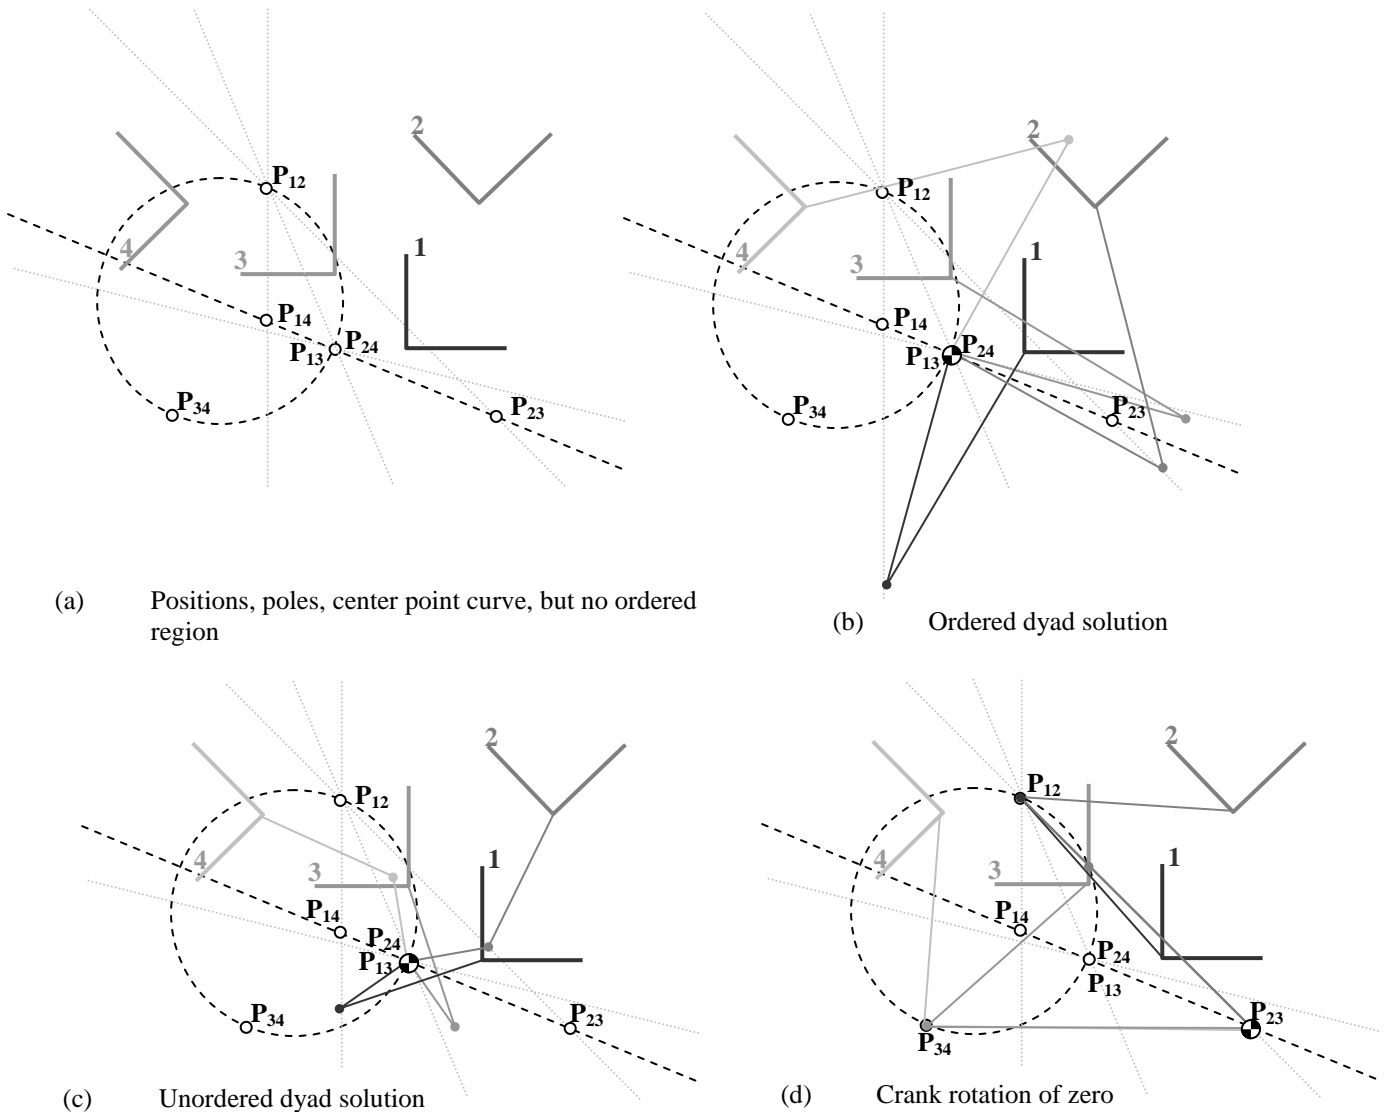 2
P12
1
4
3
P14
P24
P13
P34
P23
(a) Positions, poles, center point curve, but no ordered
region
2
P12
1
4
3
P14
P24
P13
P34
P23
(b) Ordered dyad solution
2
P12
1
4
3
P14
P24
P13
P34
P23
(c) Unordered dyad solution
2
P12
1
4
3
P14
P24
P13
P23
P34
(d) Crank rotation of zero